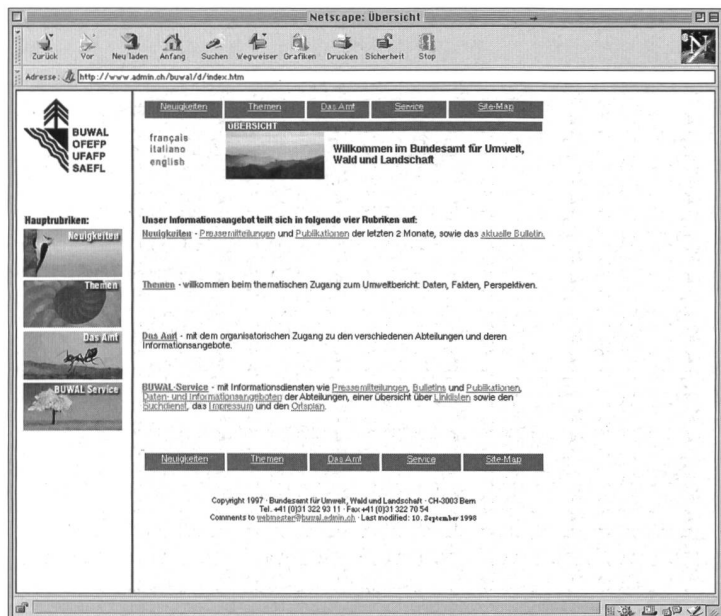 Netscape: Übersicht
Zurück Vor Neu laden Anfang Suchen Wegweiser Grafiken Drucken Sicherheit Stop
N
Adresse: http://www.admin.ch/buwal/d/index.htm
BUWAL
OFEFP
UFAFP
SAEFL
Neuigkeiten Themen Das Amt Service Site-Map
français
italiano
english
ÜBERSICHT
Willkommen im Bundesamt für Umwelt,
Wald und Landschaft
Hauptrubriken:
Neuigkeiten
Themen
Das Amt
BUWAL Service
Unser Informationsangebot teilt sich in folgende vier Rubriken auf:
Neuigkeiten - Pressemitteilungen und Publikationen der letzten 2 Monate, sowie das aktuelle Bulletin.
Themen - willkommen beim thematischen Zugang zum Umweltbericht: Daten, Fakten, Perspektiven.
Das Amt - mit dem organisatorischen Zugang zu den verschiedenen Abteilungen und deren
Informationsangebote.
BUWAL-Service - mit Informationsdiensten wie Pressemitteilungen, Bulletins und Publikationen,
Daten- und Informationsangeboten der Abteilungen, einer Übersicht über Linklisten sowie den
Suchdienst, das Impressum und den Ortsplan.
Neuigkeiten Themen Das Amt Service Site-Map
Copyright 1997 · Bundesamt für Umwelt, Wald und Landschaft · CH-3003 Bern
Tel. +41 (0)31 322 93 11 · Fax +41 (0)31 322 70 54
Comments to webmaster@buwal.admin.ch · Last modified: 10. September 1998